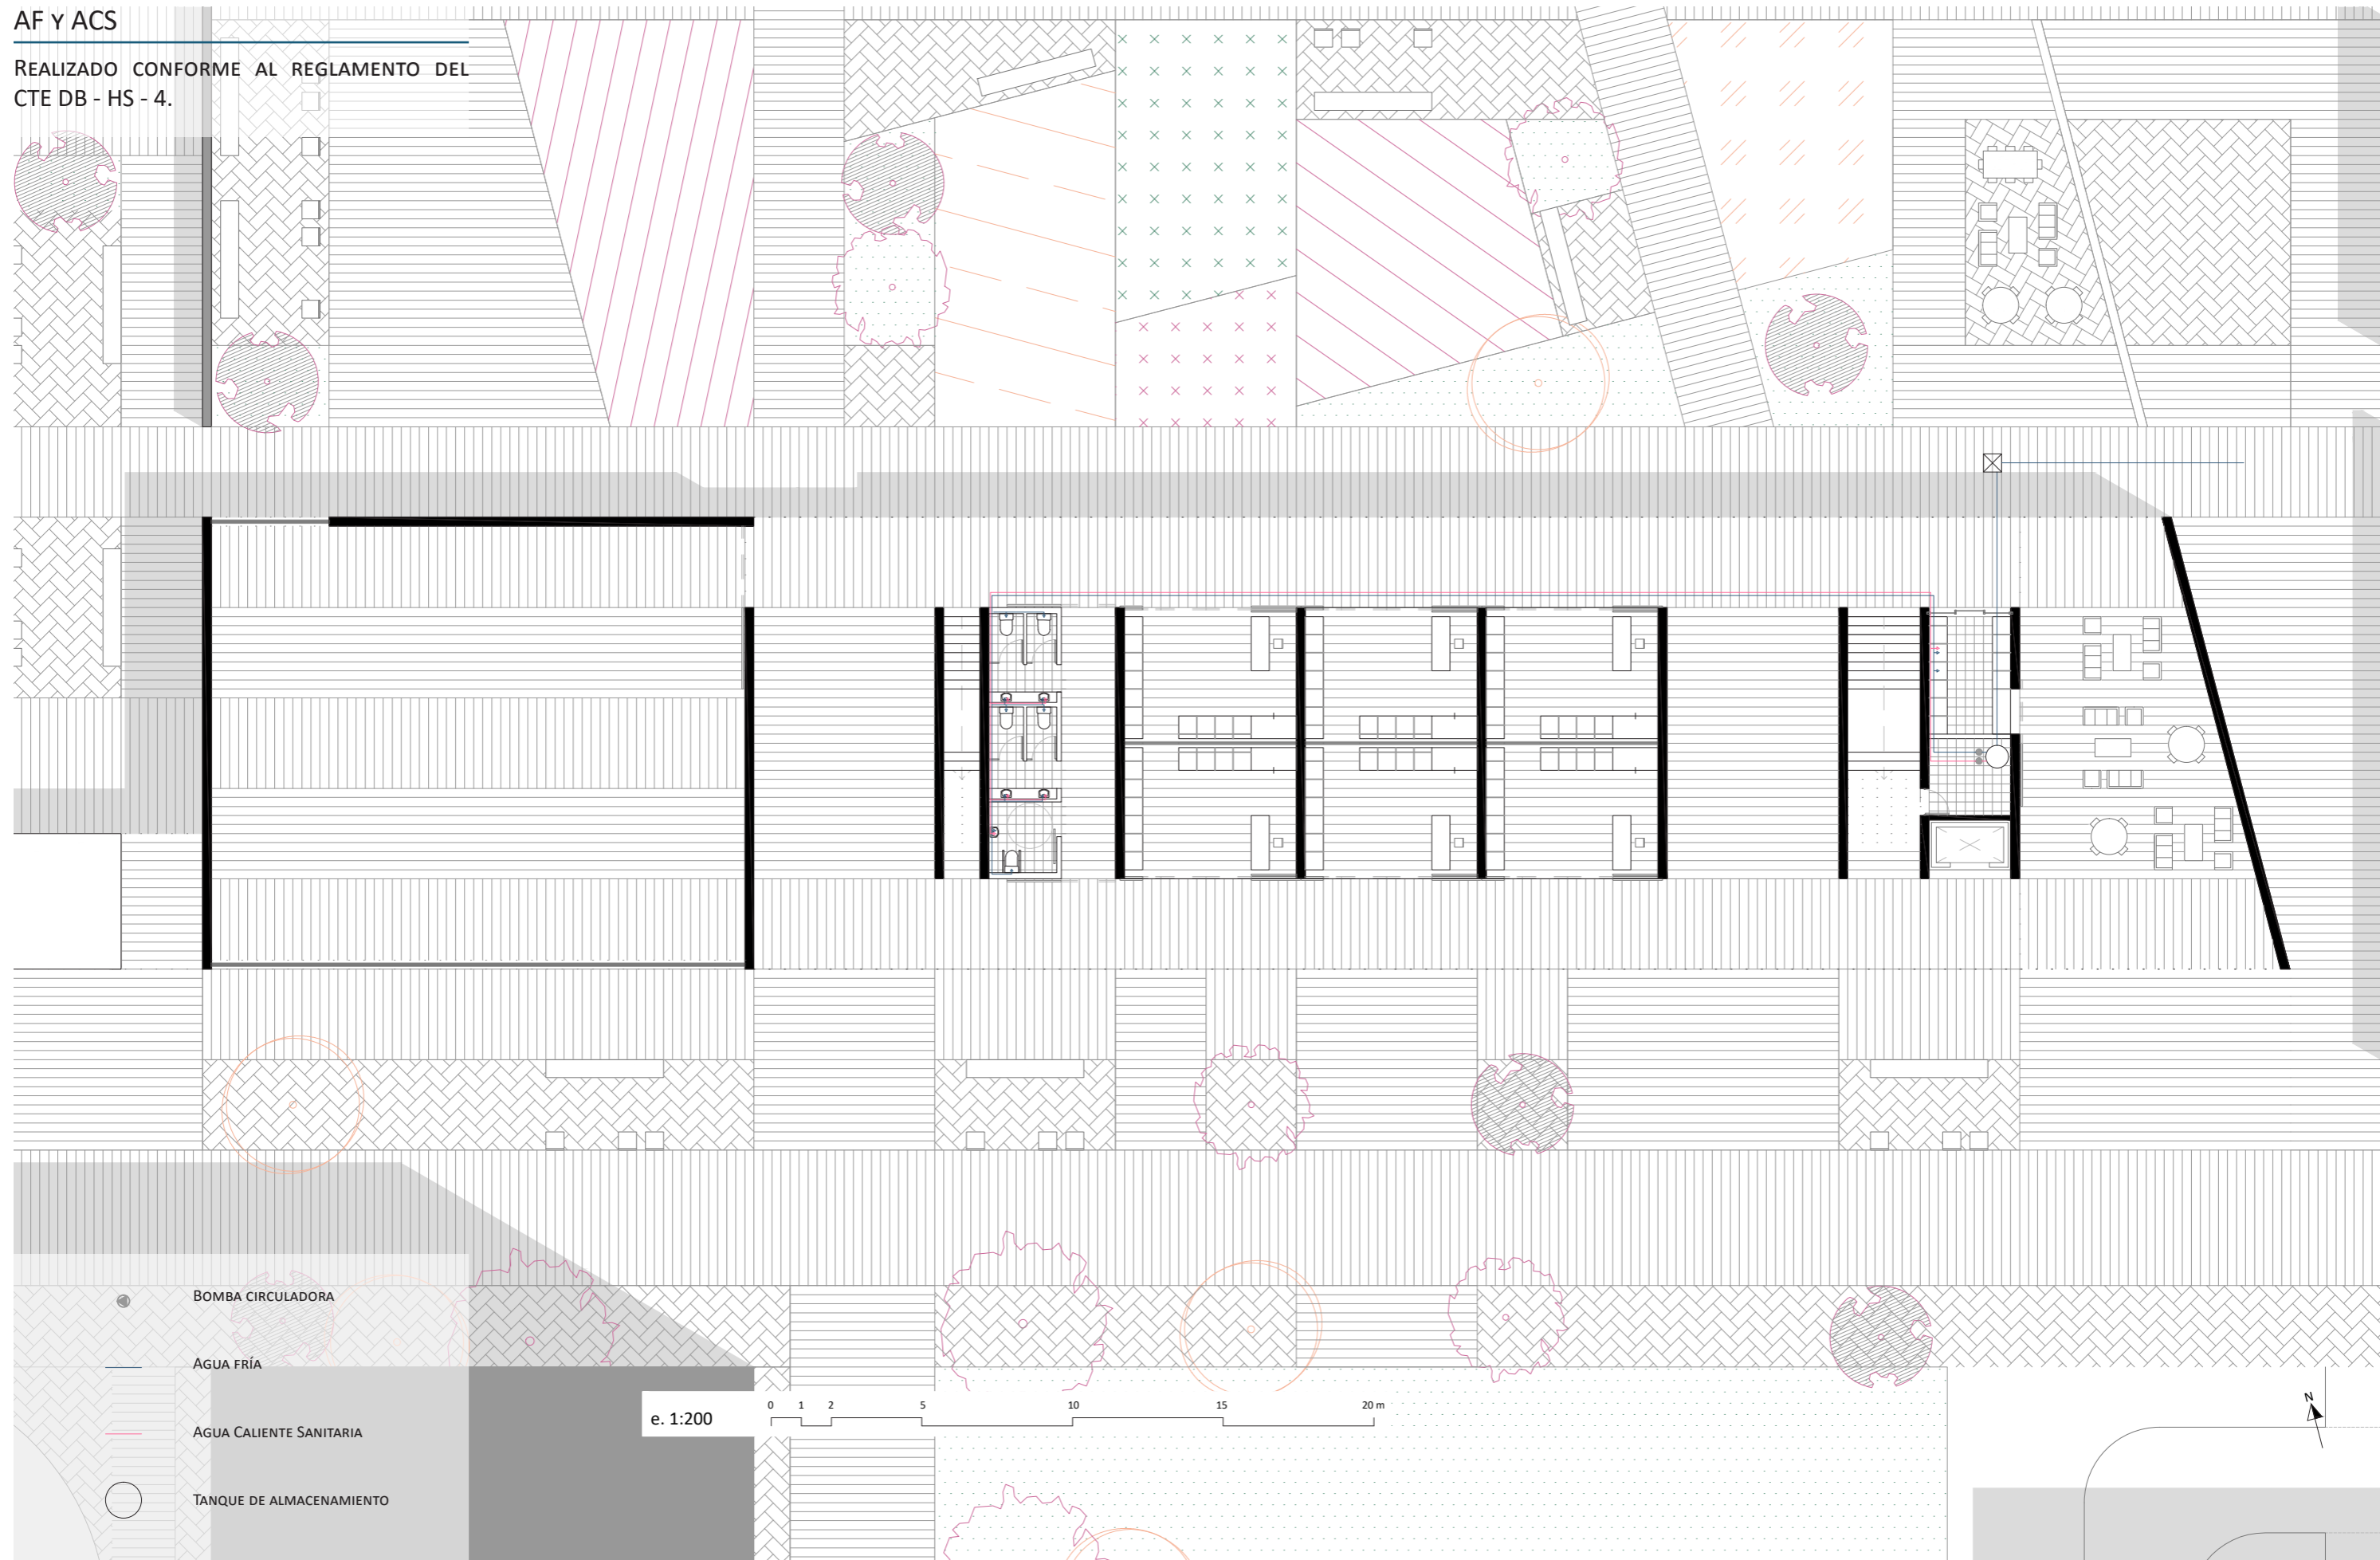 AF Y ACS
REALIZADO CONFORME AL REGLAMENTO DEL
CTE DB - HS - 4.
BOMBA CIRCULADORA
AGUA FRÍA
AGUA CALIENTE SANITARIA
TANQUE DE ALMACENAMIENTO
e. 1:200
0 1 2 5 10 15 20 m
N